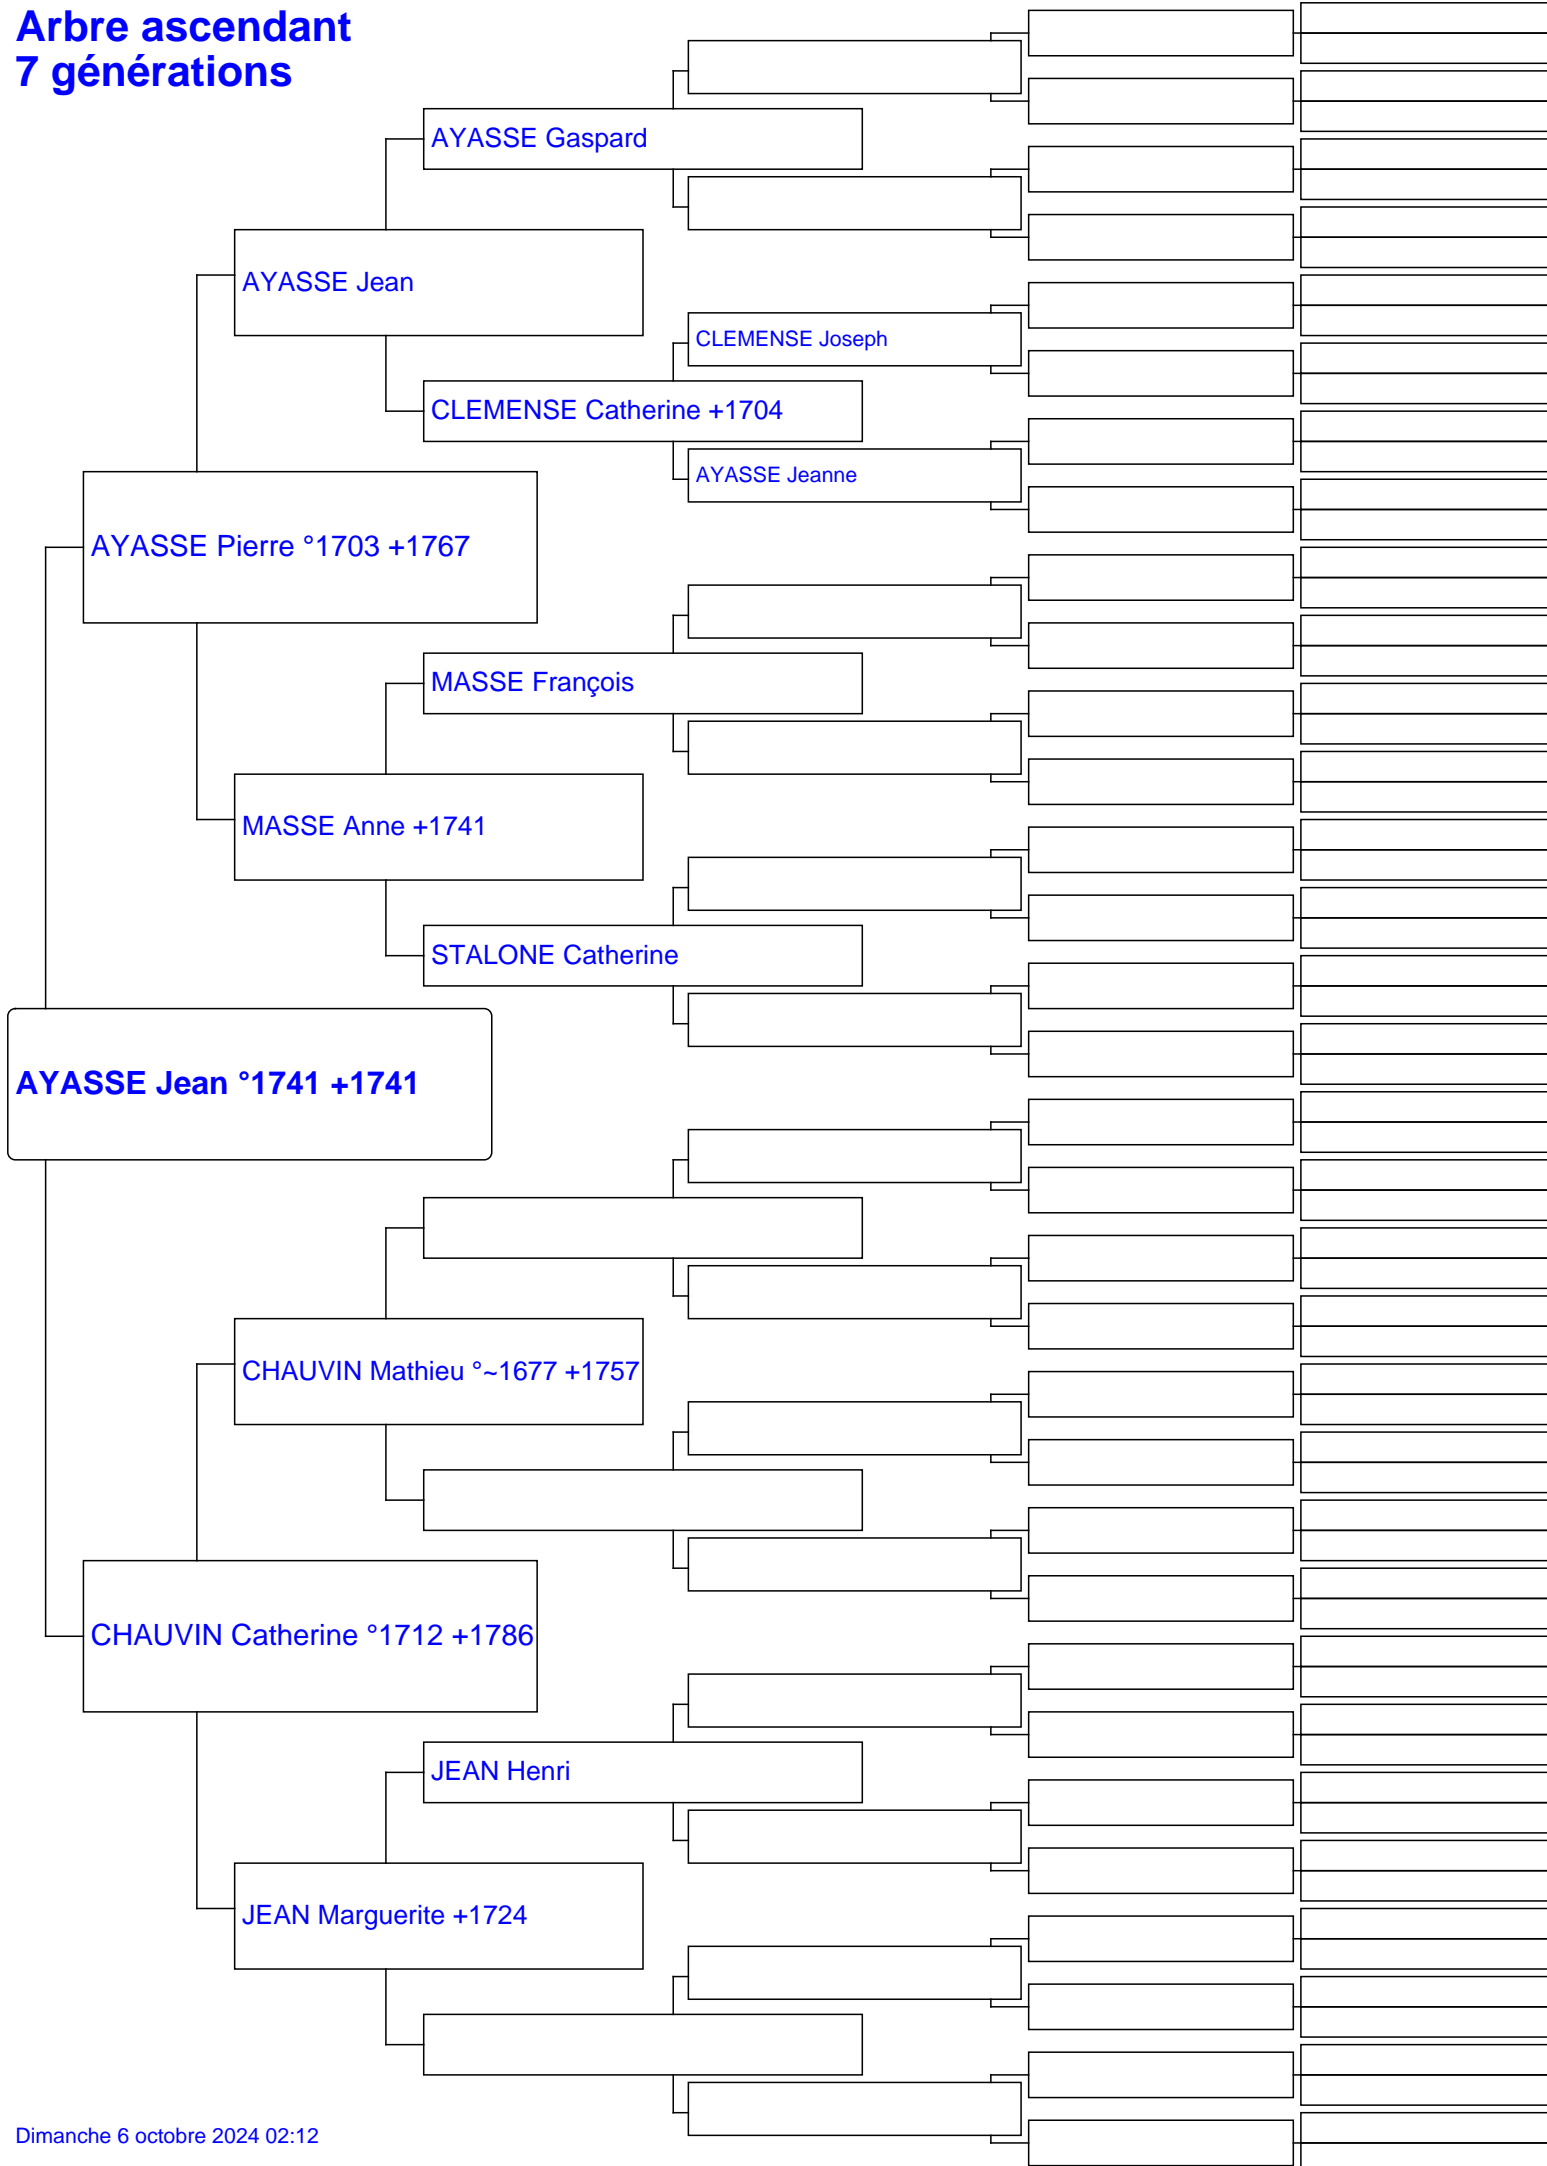 Arbre ascendant
7 générations
AYASSE Gaspard
AYASSE Jean
CLEMENSE Joseph
CLEMENSE Catherine +1704
AYASSE Jeanne
AYASSE Pierre °1703 +1767
MASSE François
MASSE Anne +1741
STALONE Catherine
AYASSE Jean °1741 +1741
CHAUVIN Mathieu °~1677 +1757
CHAUVIN Catherine °1712 +1786
JEAN Henri
JEAN Marguerite +1724
Dimanche 6 octobre 2024 02:12